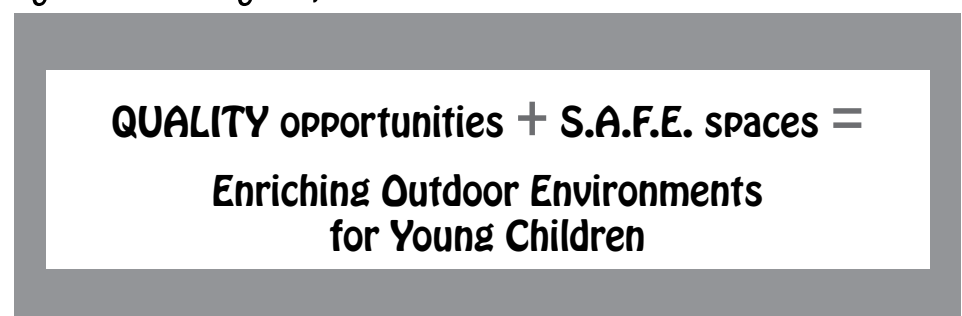 QUALITY opportunities + S.A.F.E. spaces =
Enriching Outdoor Environments
for Young Children